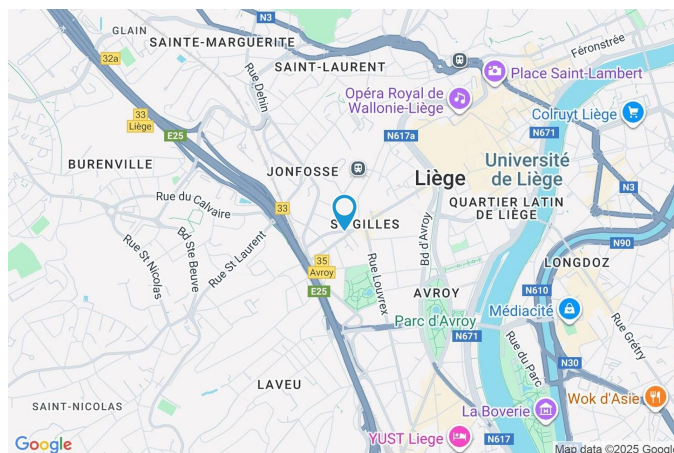 N3
GLAIN
SAINTE-MARGUERITE
Féronstrée
32a
SAINT-LAURENT
Place Saint-Lambert
Rue Dehin
Opéra Royal de
Wallonie-Liège
33
Liège
N671
Colruyt Liège
E25
N617a
BURENVILLE
JONFOSSE
Université
de Liège
Liège
N3
Rue du Calvaire
33
QUARTIER LATIN
DE LIÈGE
ST GILLES
Bd d'Avroy
N90
Rue St Nicolas
Bd Ste Beuve
Rue St Laurent
35
Avroy
E25
Rue Louvrex
LONGDOZ
AVROY
N610
Médiacité
Parc d'Avroy
N671
Rue Grétry
Rue du Parc
N30
LAVEU
SAINT-NICOLAS
Wok d'Asie
La Boverie
YUST Liege
N617
Google
Map data ©2025 Google